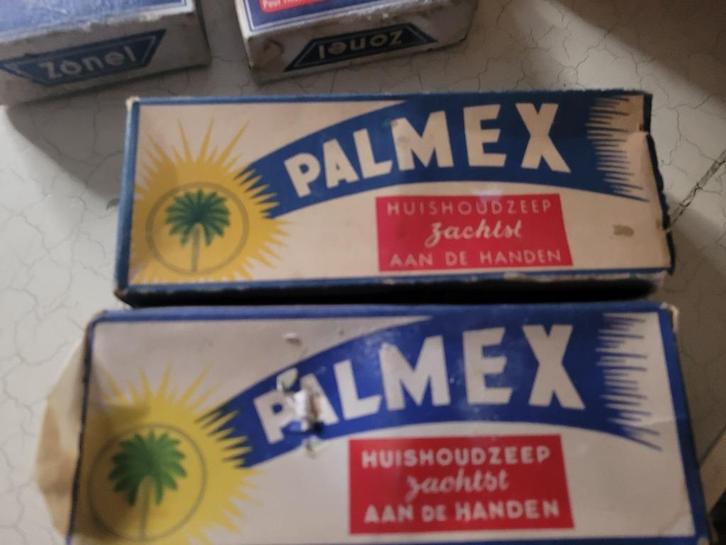 Zonel
Zonel
PALMEX
HUISHOUDZEEP
zachtst
AAN DE HANDEN
PALMEX
HUISHOUDZEEP
zachtst
AAN DE HANDEN